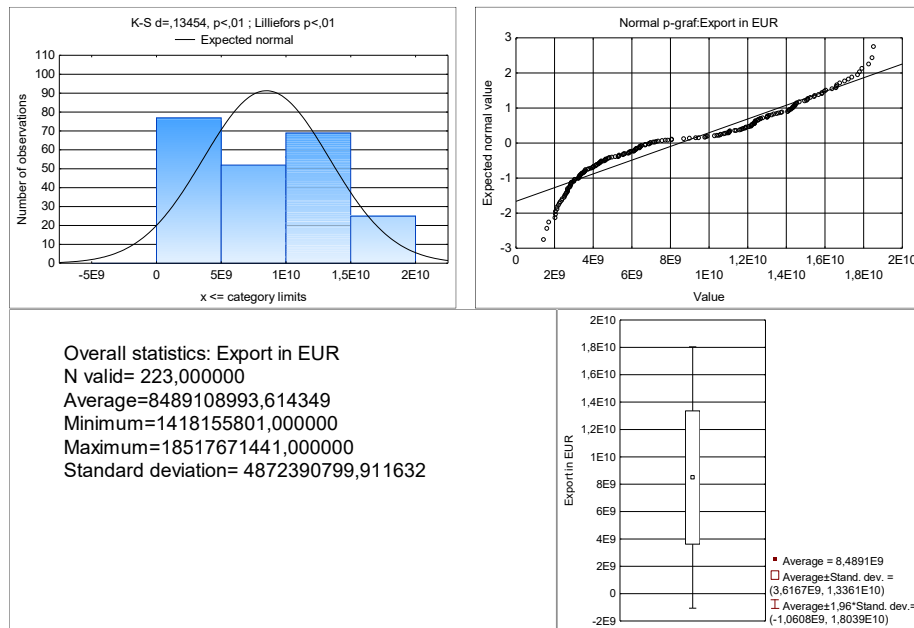 K-S d=,13454, p<,01 ; Lilliefors p<,01
Expected normal
110
100
90
80
70
60
50
40
30
20
10
0
Number of observations
-5E9
0
5E9
1E10
1,5E10
2E10
x <= category limits
Normal p-graf:Export in EUR
3
2
1
0
-1
-2
-3
Expected normal value
0
2E9
4E9
6E9
8E9
1E10
1,2E10
1,4E10
1,6E10
1,8E10
2E10
Value
Overall statistics: Export in EUR
N valid= 223,000000
Average=8489108993,614349
Minimum=1418155801,000000
Maximum=18517671441,000000
Standard deviation= 4872390799,911632
2E10
1,8E10
1,6E10
1,4E10
1,2E10
1E10
8E9
6E9
4E9
2E9
0
-2E9
Export in EUR
Average = 8,4891E9
Average±Stand. dev. =
(3,6167E9, 1,3361E10)
Average±1,96*Stand. dev.=
(-1,0608E9, 1,8039E10)